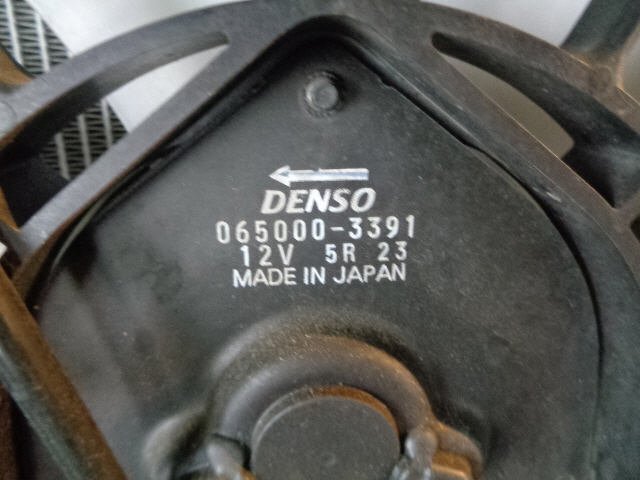 DENSO
065000-3391
12V 5R 23
MADE IN JAPAN